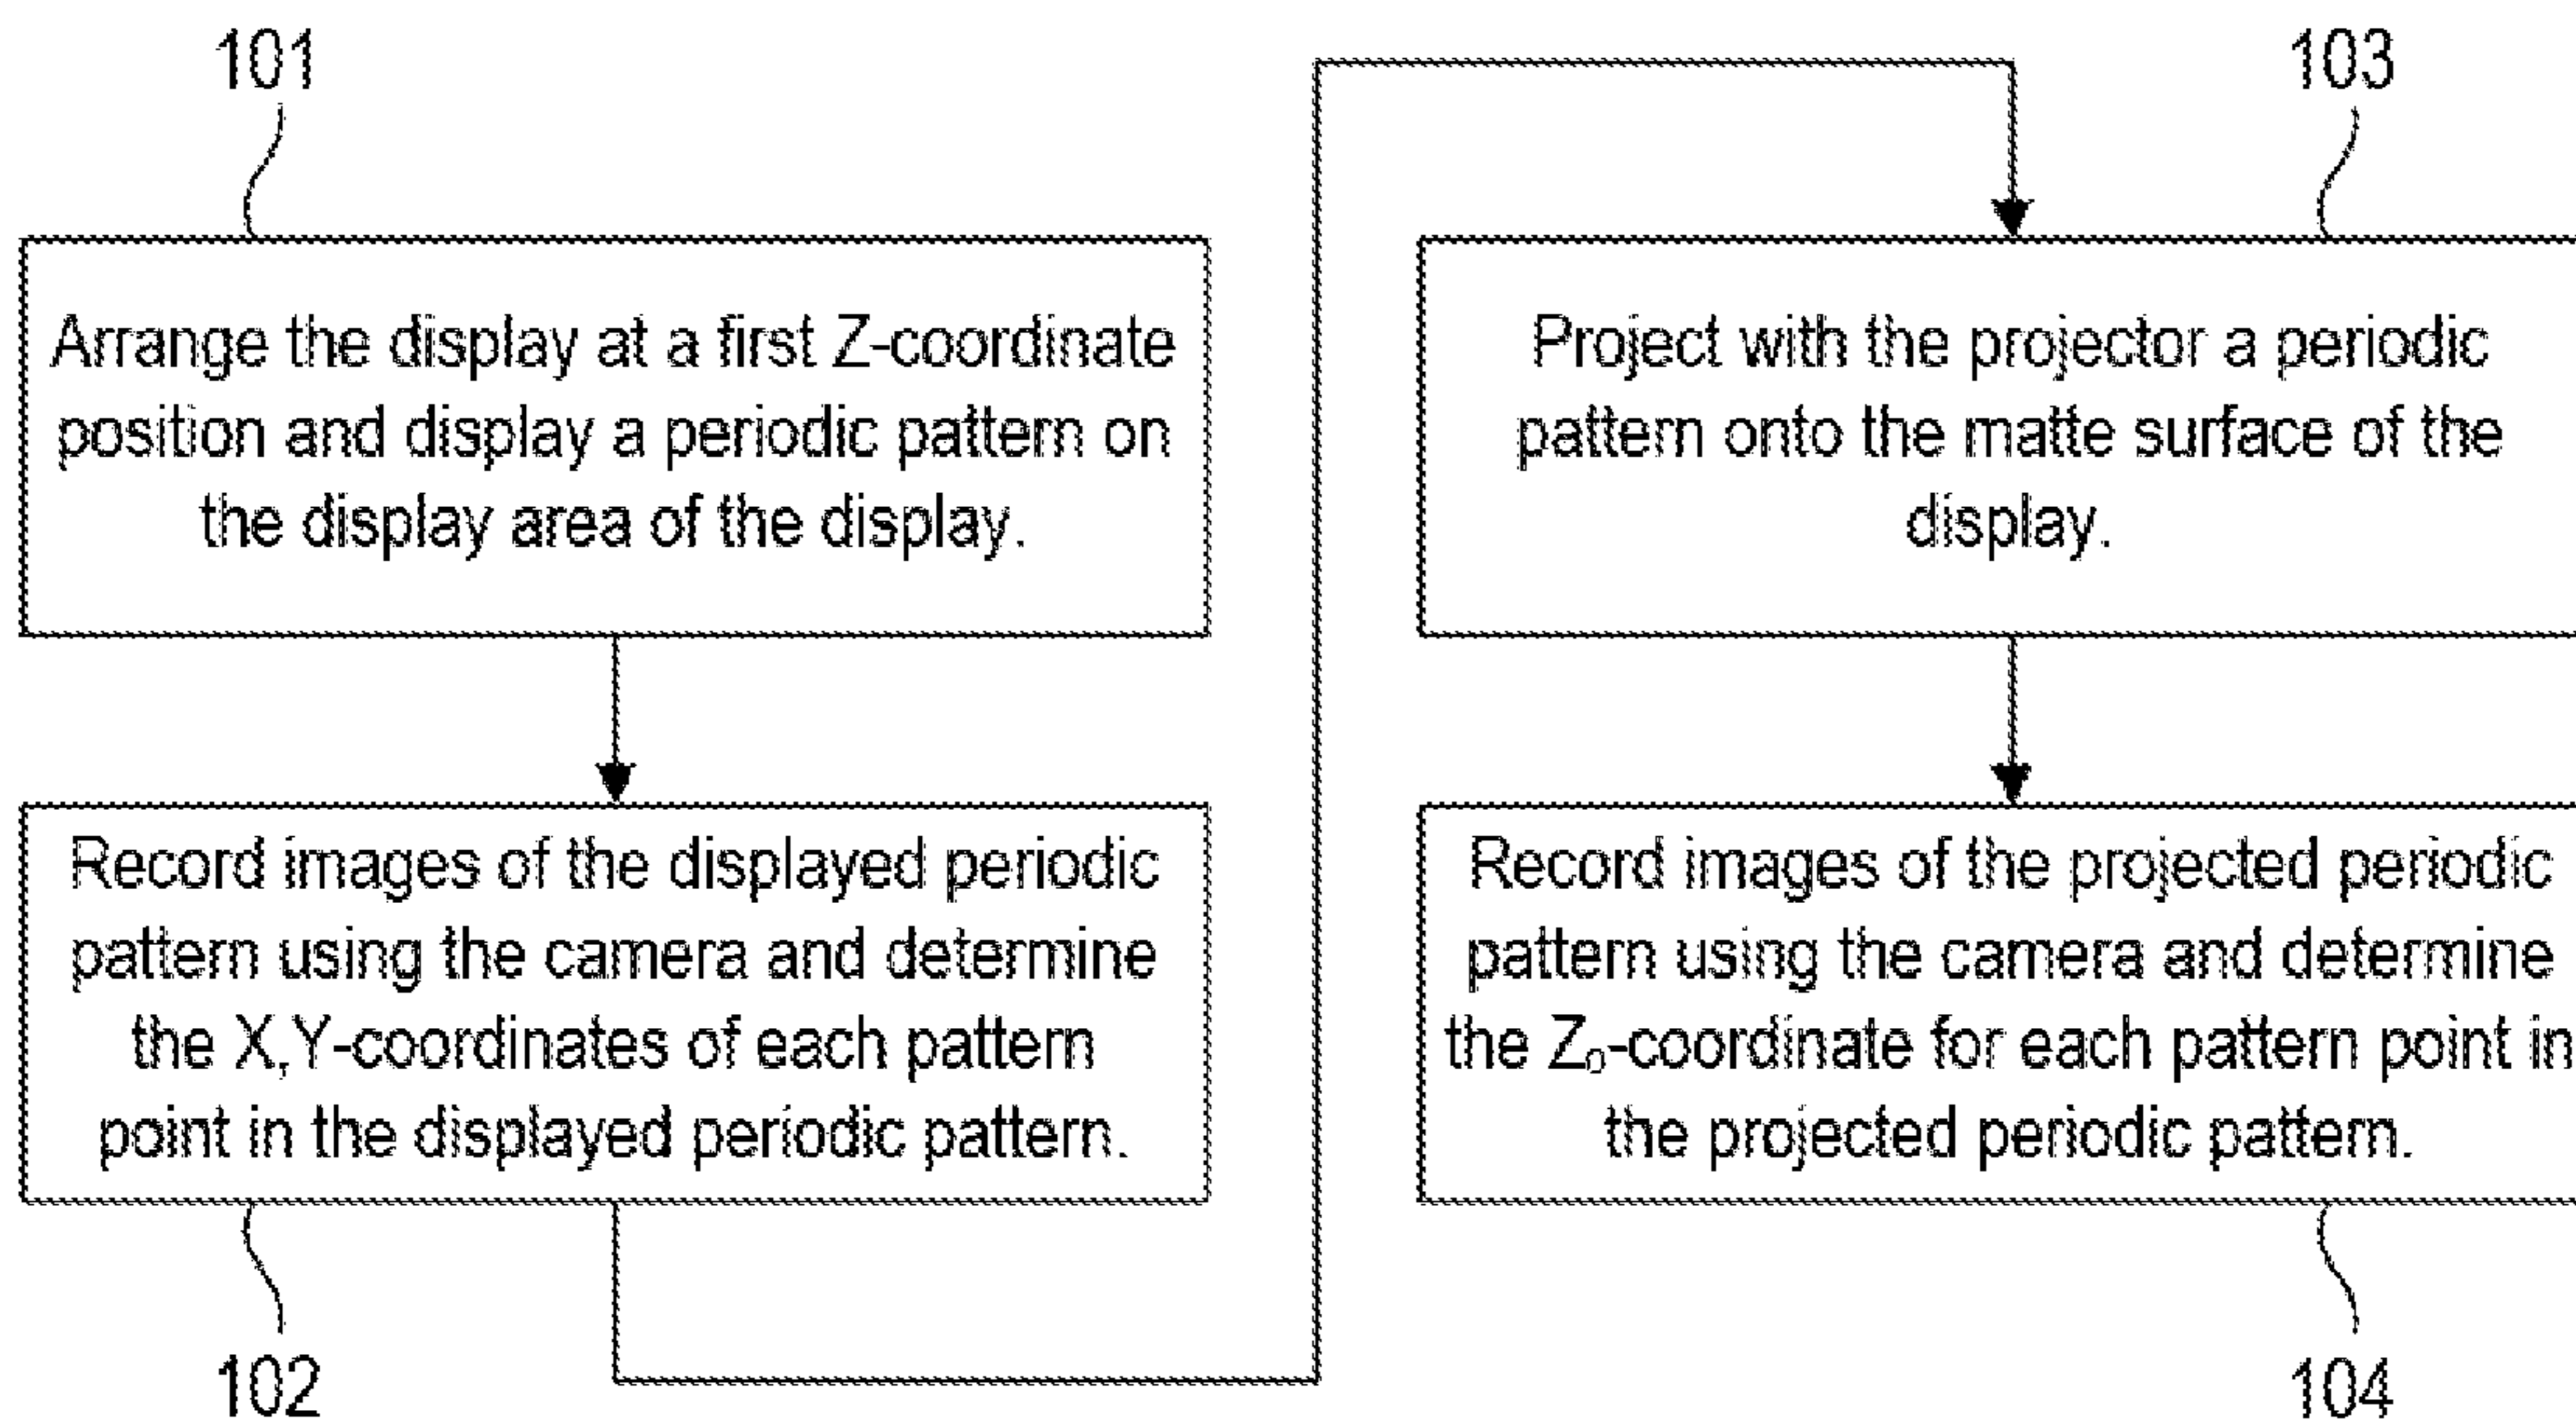 101
Arrange the display at a first Z-coordinate
position and display a periodic pattern on
the display area of the display.
Record images of the displayed periodic
pattern using the camera and determine
the X,Y-coordinates of each pattern
point in the displayed periodic pattern.
102
103
Project with the projector a periodic
pattern onto the matte surface of the
display.
Record images of the projected periodic
pattern using the camera and determine
the Z₀-coordinate for each pattern point in
the projected periodic pattern.
104